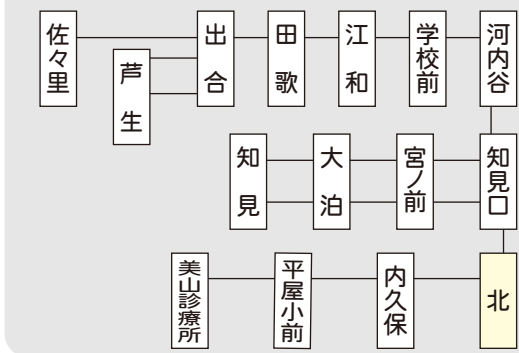 佐々里
芦生
出合
田歌
江和
学校前
河内谷
知見
大泊
宮ノ前
知見口
美山診療所
平屋小前
内久保
北